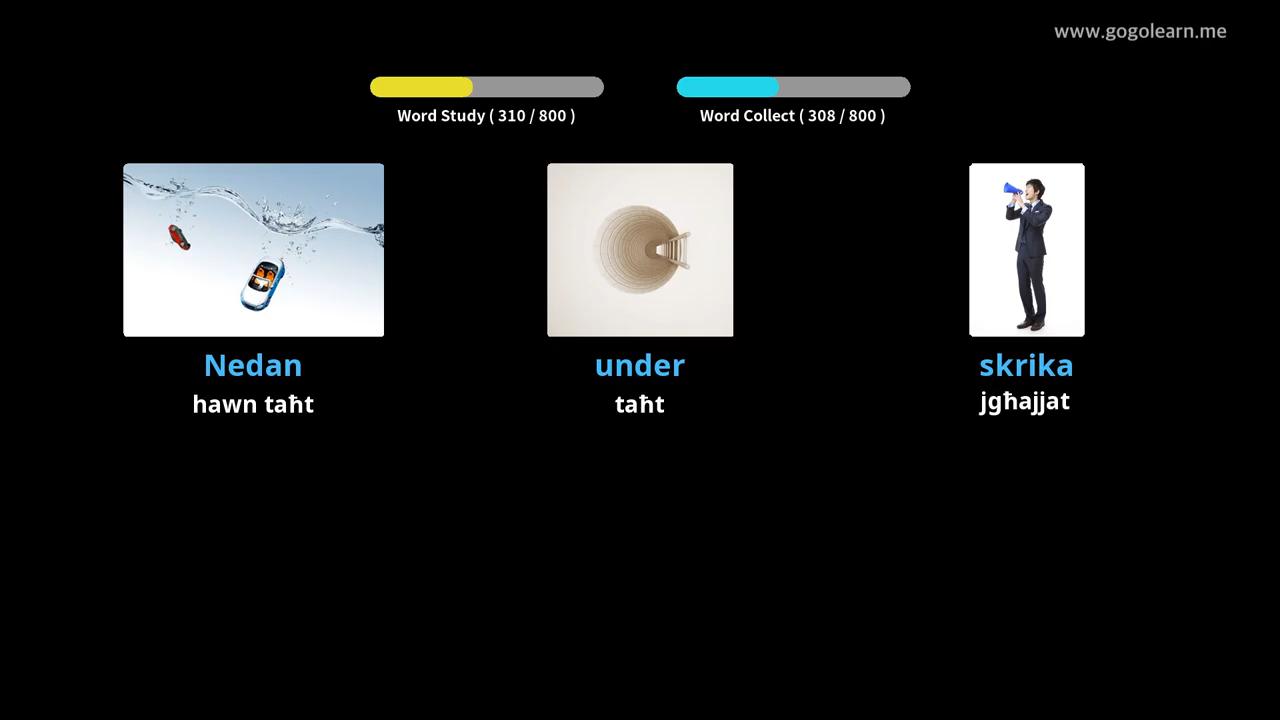 www.gogolearn.me
Word Study ( 310 / 800 )
Word Collect ( 308 / 800 )
Nedan
under
skrika
hawn taħt
taħt
jgħajjat